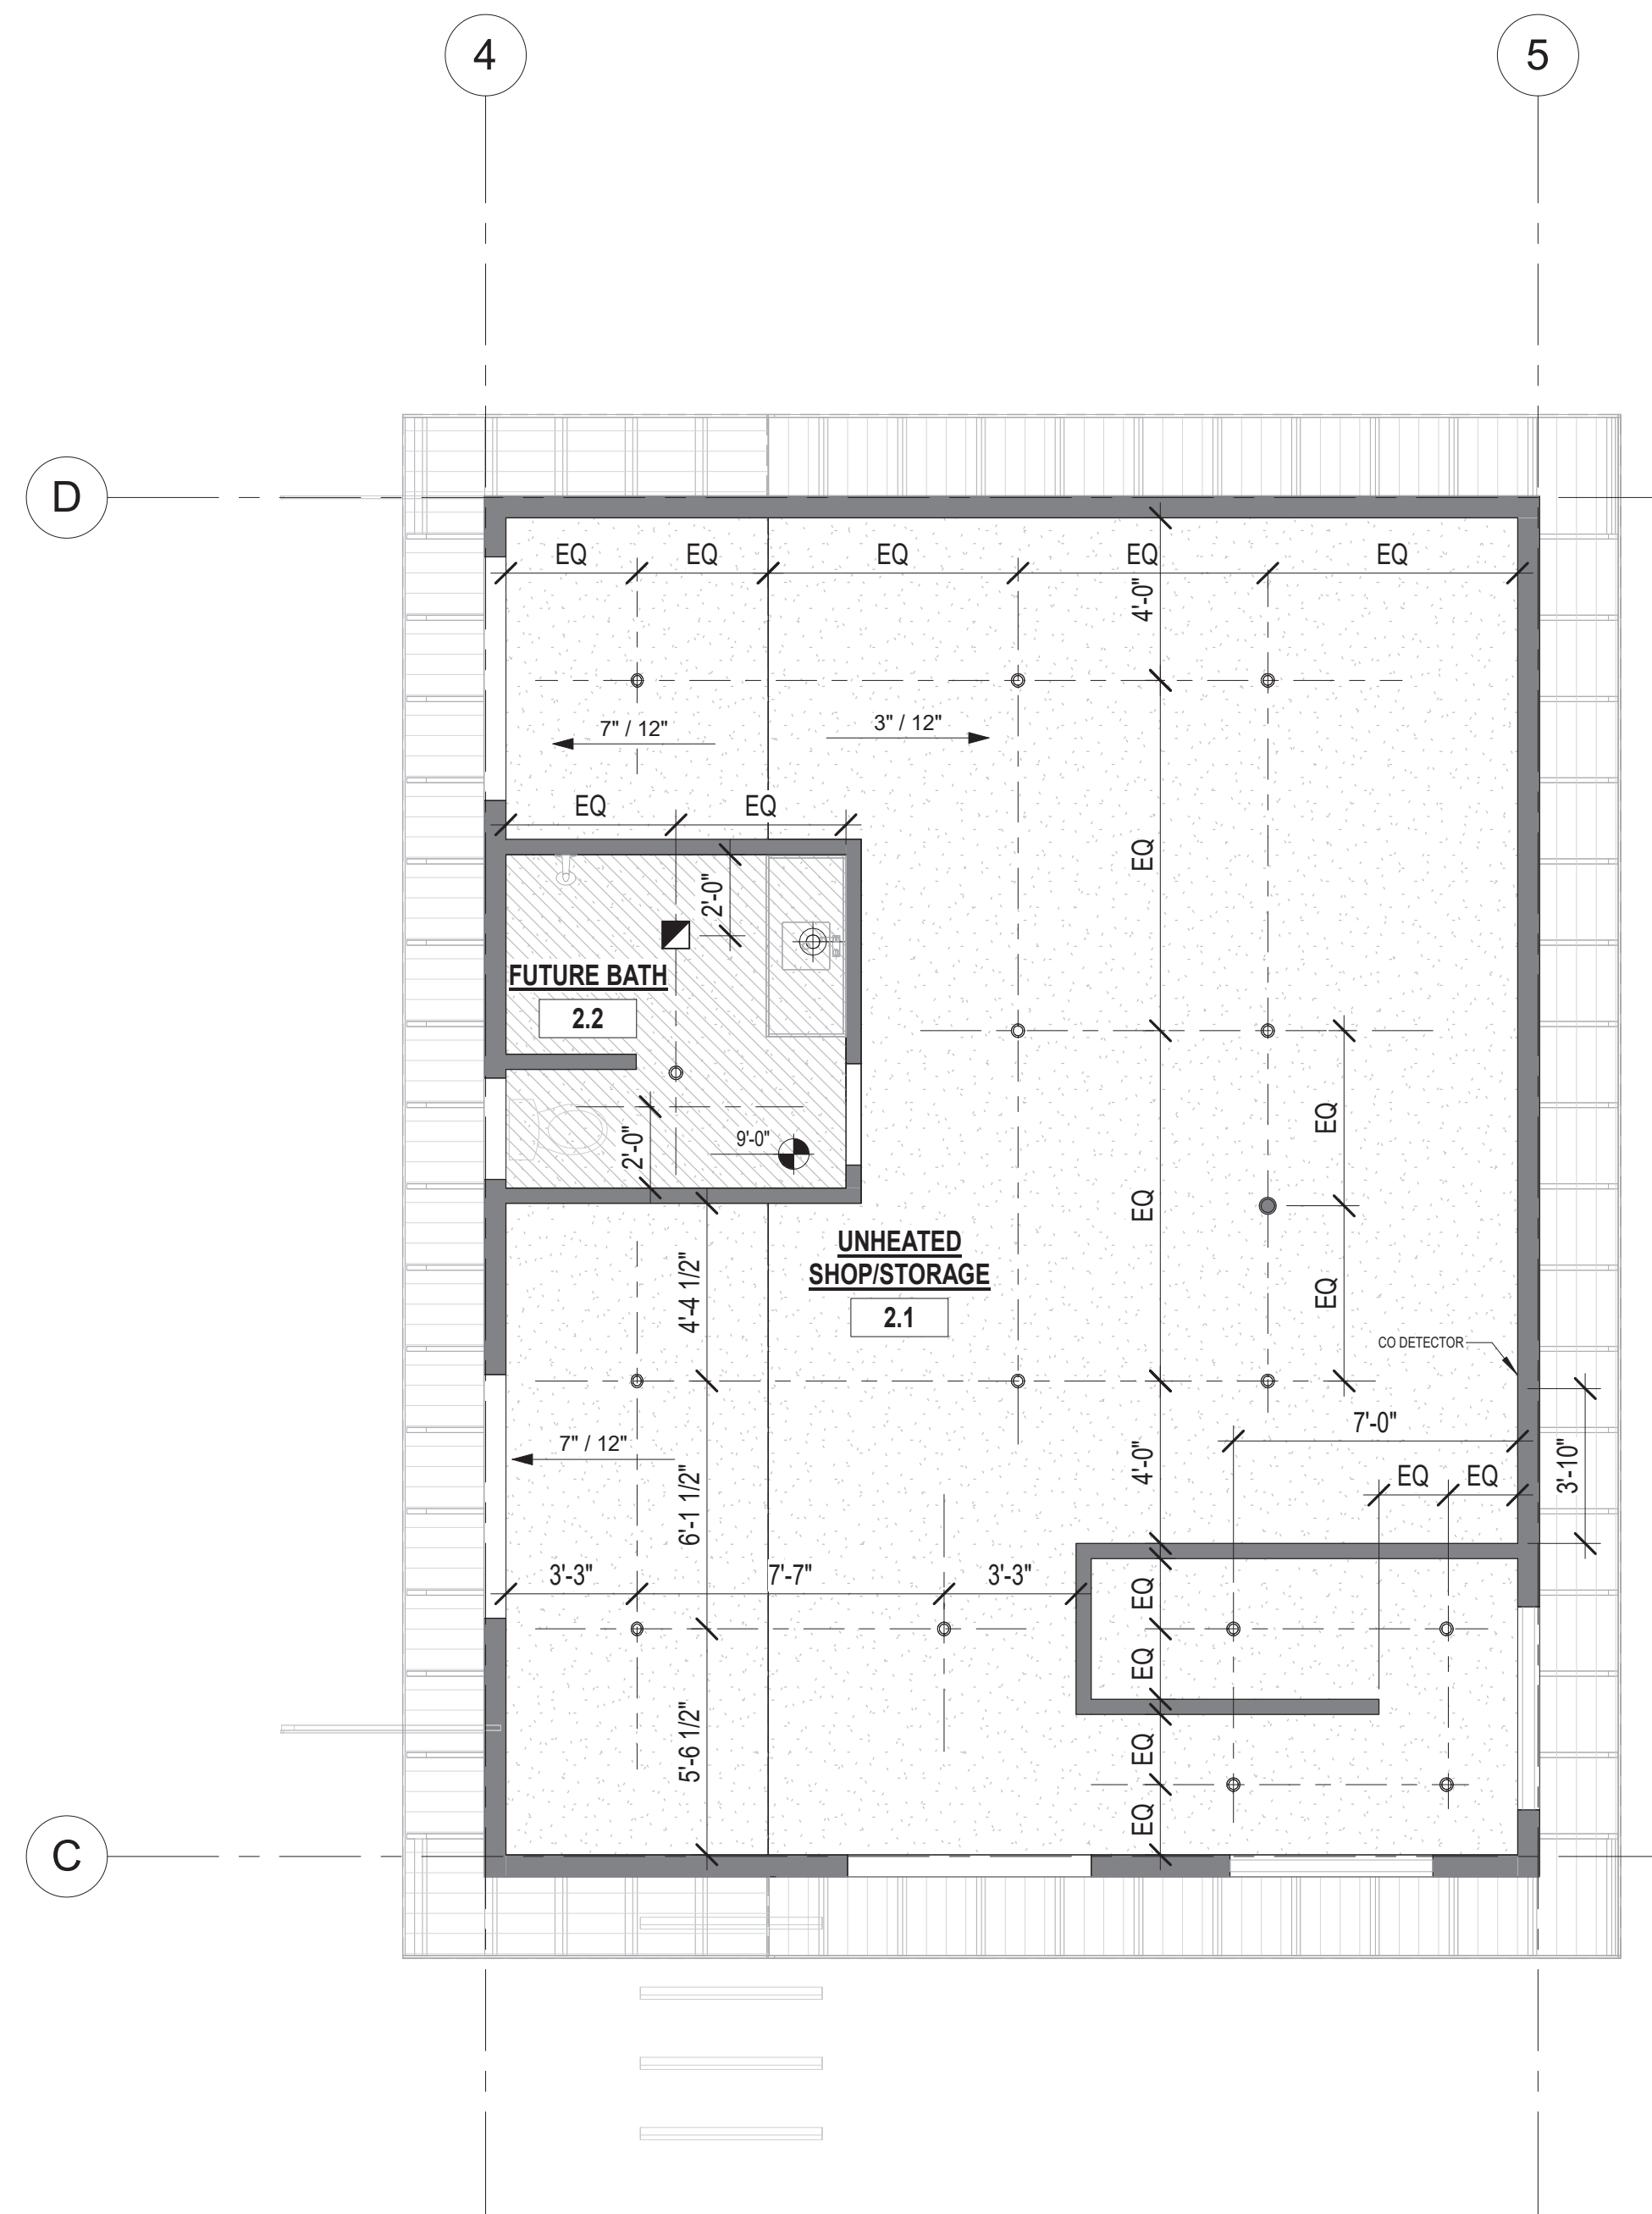 4
5
D
EQ
EQ
EQ
EQ
EQ
4'-0"
7" / 12"
3" / 12"
EQ
EQ
EQ
2'-0"
FUTURE BATH
2.2
EQ
2'-0"
9'-0"
EQ
UNHEATED
SHOP/STORAGE
2.1
4'-4 1/2"
EQ
CO DETECTOR
7'-0"
7" / 12"
4'-0"
EQ
EQ
3'-10"
6'-1 1/2"
3'-3"
7'-7"
3'-3"
EQ
EQ
5'-6 1/2"
EQ
EQ
C